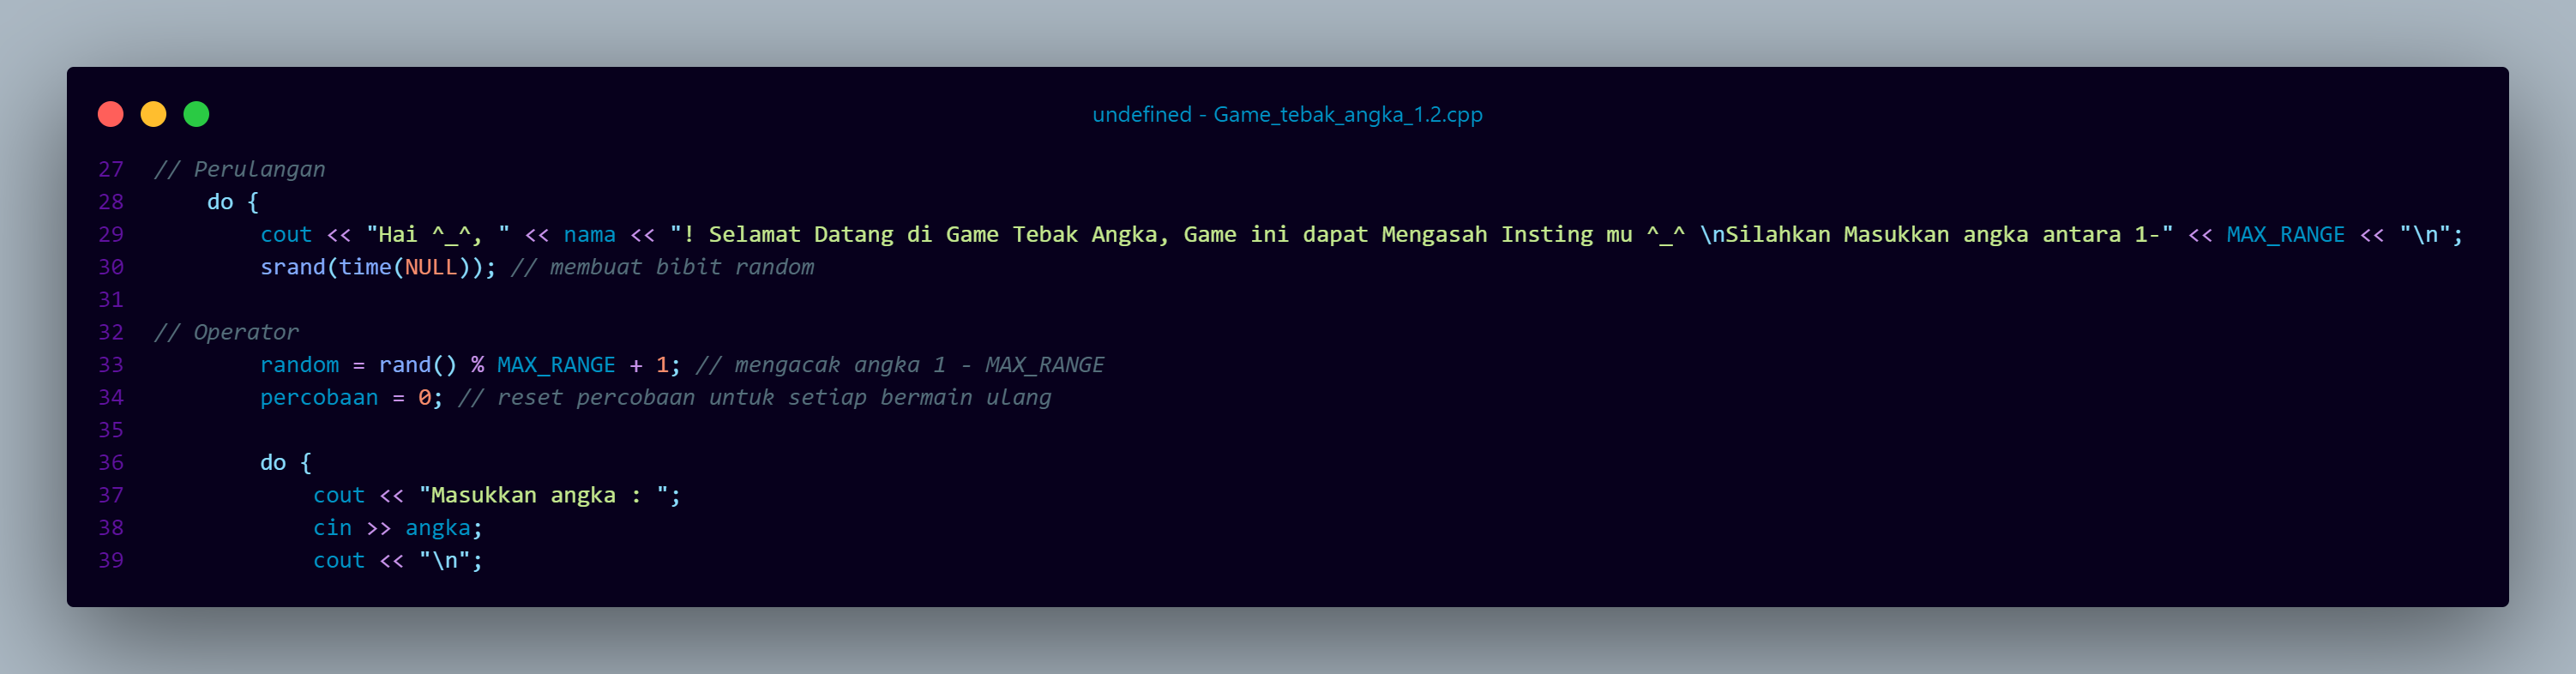 undefined - Game_tebak_angka_1.2.cpp
27 // Perulangan
28     do {
29         cout << "Hai ^_^, " << nama << "! Selamat Datang di Game Tebak Angka, Game ini dapat Mengasah Insting mu ^_^ \nSilahkan Masukkan angka antara 1-" << MAX_RANGE << "\n";
30         srand(time(NULL)); // membuat bibit random
31
32 // Operator
33         random = rand() % MAX_RANGE + 1; // mengacak angka 1 - MAX_RANGE
34         percobaan = 0; // reset percobaan untuk setiap bermain ulang
35
36         do {
37             cout << "Masukkan angka : ";
38             cin >> angka;
39             cout << "\n";